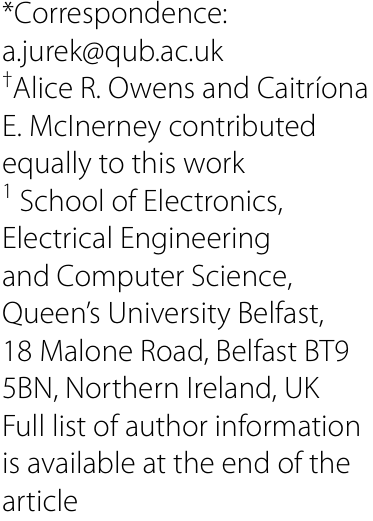 *Correspondence:
a.jurek@qub.ac.uk
†Alice R. Owens and Caitríona
E. McInerney contributed
equally to this work
1 School of Electronics,
Electrical Engineering
and Computer Science,
Queen’s University Belfast,
18 Malone Road, Belfast BT9
5BN, Northern Ireland, UK
Full list of author information
is available at the end of the
article